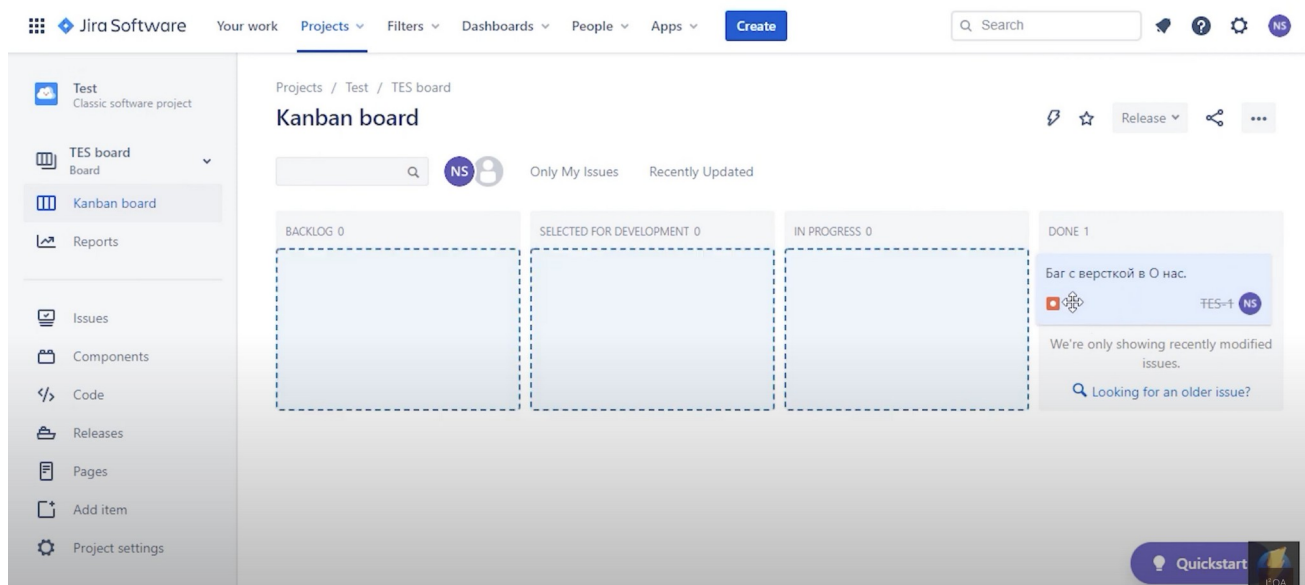 Jira Software
Your work
Projects
Filters
Dashboards
People
Apps
Create
Search
NS
Test
Classic software project
TES board
Board
Kanban board
Reports
Issues
Components
Code
Releases
Pages
Add item
Project settings
Projects / Test / TES board
Kanban board
Release
NS
Only My Issues
Recently Updated
BACKLOG 0
SELECTED FOR DEVELOPMENT 0
IN PROGRESS 0
DONE 1
Баг с версткой в О нас.
TES-1
NS
We're only showing recently modified
issues.
Looking for an older issue?
Quickstart